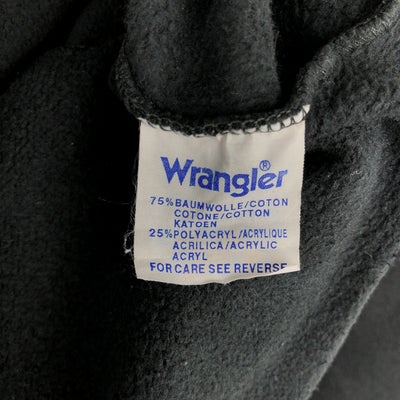 Wrangler®
75%BAUMWOLLE/COTON
COTONE/COTTON
KATOEN
25%POLYACRYL/ACRYLIQUE
ACRILICA/ACRYLIC
ACRYL
FOR CARE SEE REVERSE